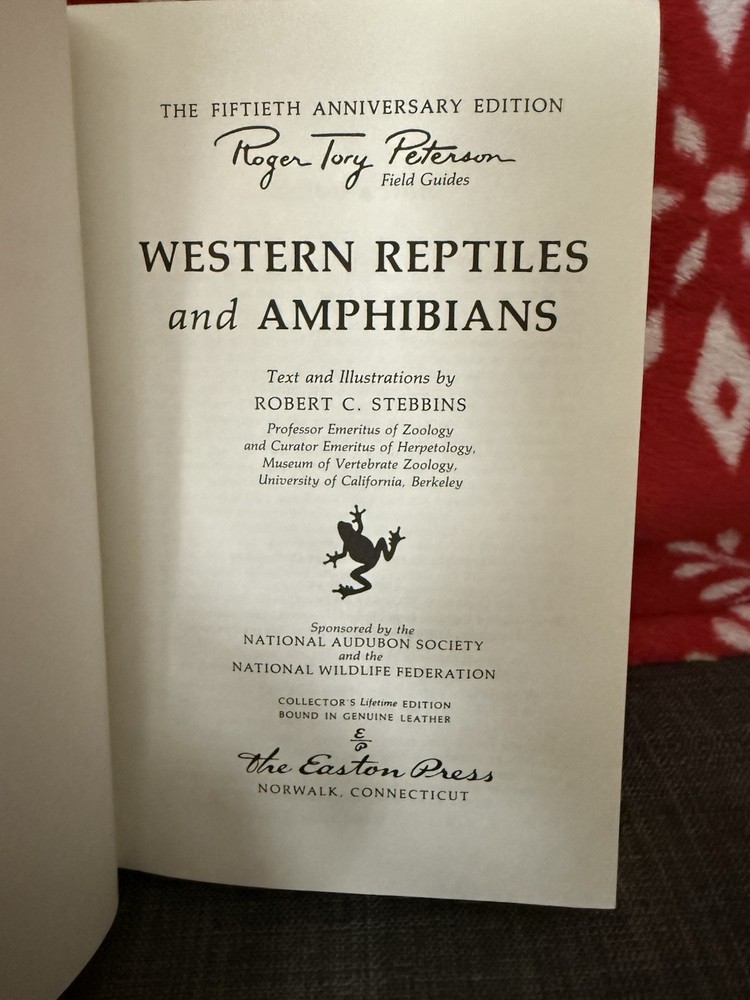 THE FIFTIETH ANNIVERSARY EDITION
Roger Tory Peterson
Field Guides
WESTERN REPTILES
and AMPHIBIANS
Text and Illustrations by
ROBERT C. STEBBINS
Professor Emeritus of Zoology
and Curator Emeritus of Herpetology,
Museum of Vertebrate Zoology,
University of California, Berkeley
Sponsored by the
NATIONAL AUDUBON SOCIETY
and the
NATIONAL WILDLIFE FEDERATION
COLLECTOR'S Lifetime EDITION
BOUND IN GENUINE LEATHER
E
P
The Easton Press
NORWALK, CONNECTICUT